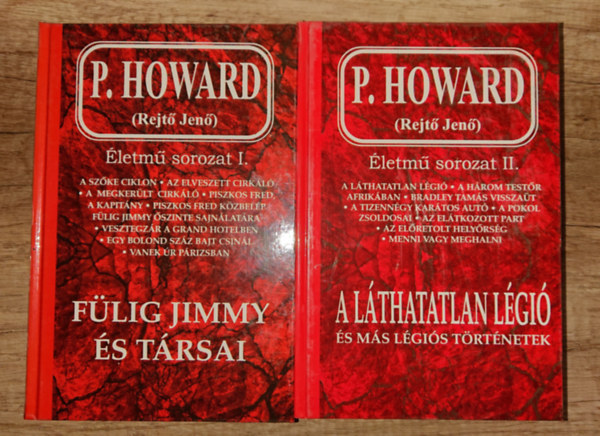 P. HOWARD
(Rejtő Jenő)
Életmű sorozat I.
A SZŐKE CIKLON • AZ ELVESZETT CIRKÁLÓ
• A MEGKERÜLT CIRKÁLÓ • PISZKOS FRED,
A KAPITÁNY • PISZKOS FRED KÖZBELÉP
FÜLIG JIMMY ŐSZINTE SAJNÁLATÁRA
• VESZTEGZÁR A GRAND HOTELBEN
• EGY BOLOND SZÁZ BAJT CSINÁL
• VANEK ÚR PÁRIZSBAN
FÜLIG JIMMY
ÉS TÁRSAI
P. HOWARD
(Rejtő Jenő)
Életmű sorozat II.
A LÁTHATATLAN LÉGIÓ • A HÁROM TESTŐR
AFRIKÁBAN • BRADLEY TAMÁS VISSZAÜT
• A TIZENNÉGY KARÁTOS AUTÓ • A POKOL
ZSOLDOSAI • AZ ELÁTKOZOTT PART
• AZ ELŐRETOLT HELYŐRSÉG
• MENNI VAGY MEGHALNI
A LÁTHATATLAN LÉGIÓ
ÉS MÁS LÉGIÓS TÖRTÉNETEK